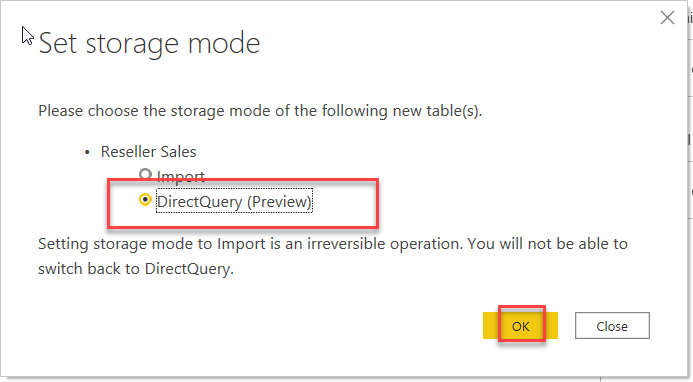 Set storage mode
Please choose the storage mode of the following new table(s).
• Reseller Sales
Import
DirectQuery (Preview)
Setting storage mode to Import is an irreversible operation. You will not be able to
switch back to DirectQuery.
OK
Close